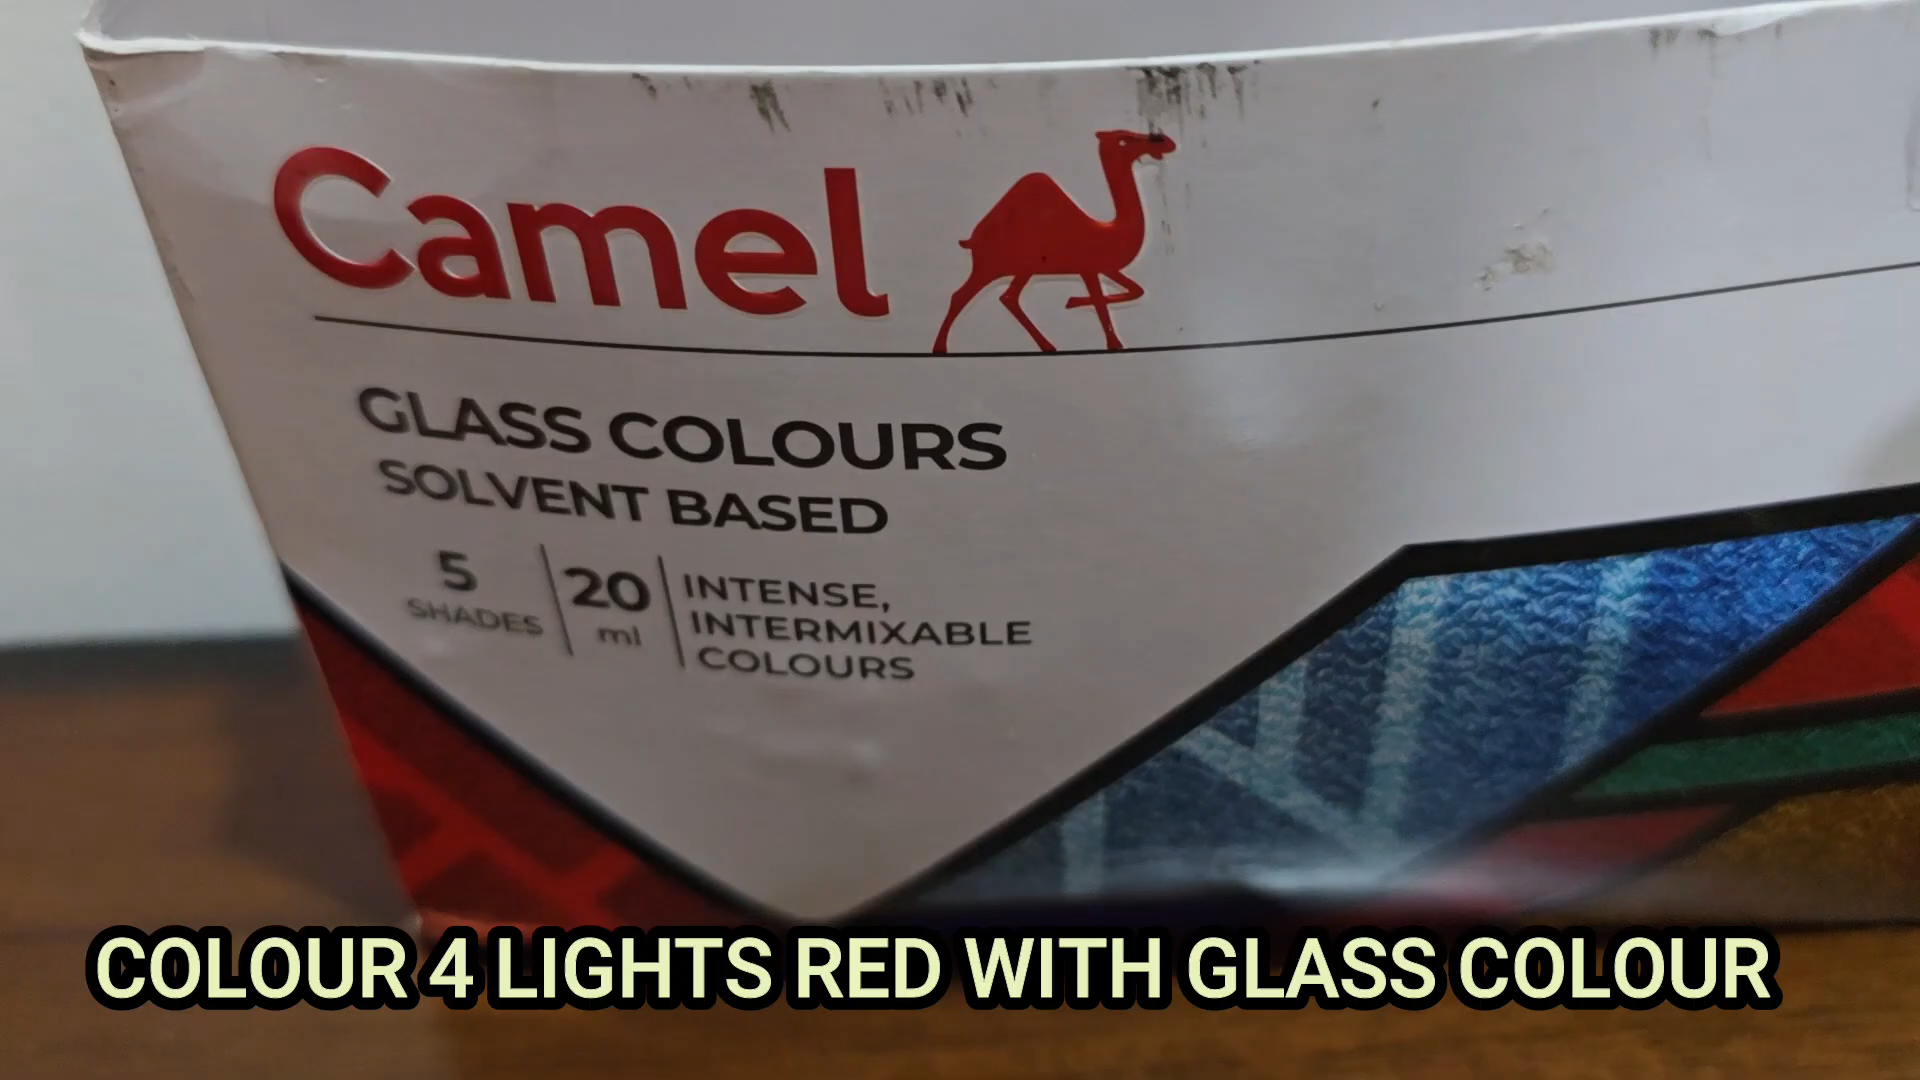 Camel
GLASS COLOURS
SOLVENT BASED
5
SHADES
20
ml
INTENSE,
INTERMIXABLE
COLOURS
COLOUR 4 LIGHTS RED WITH GLASS COLOUR